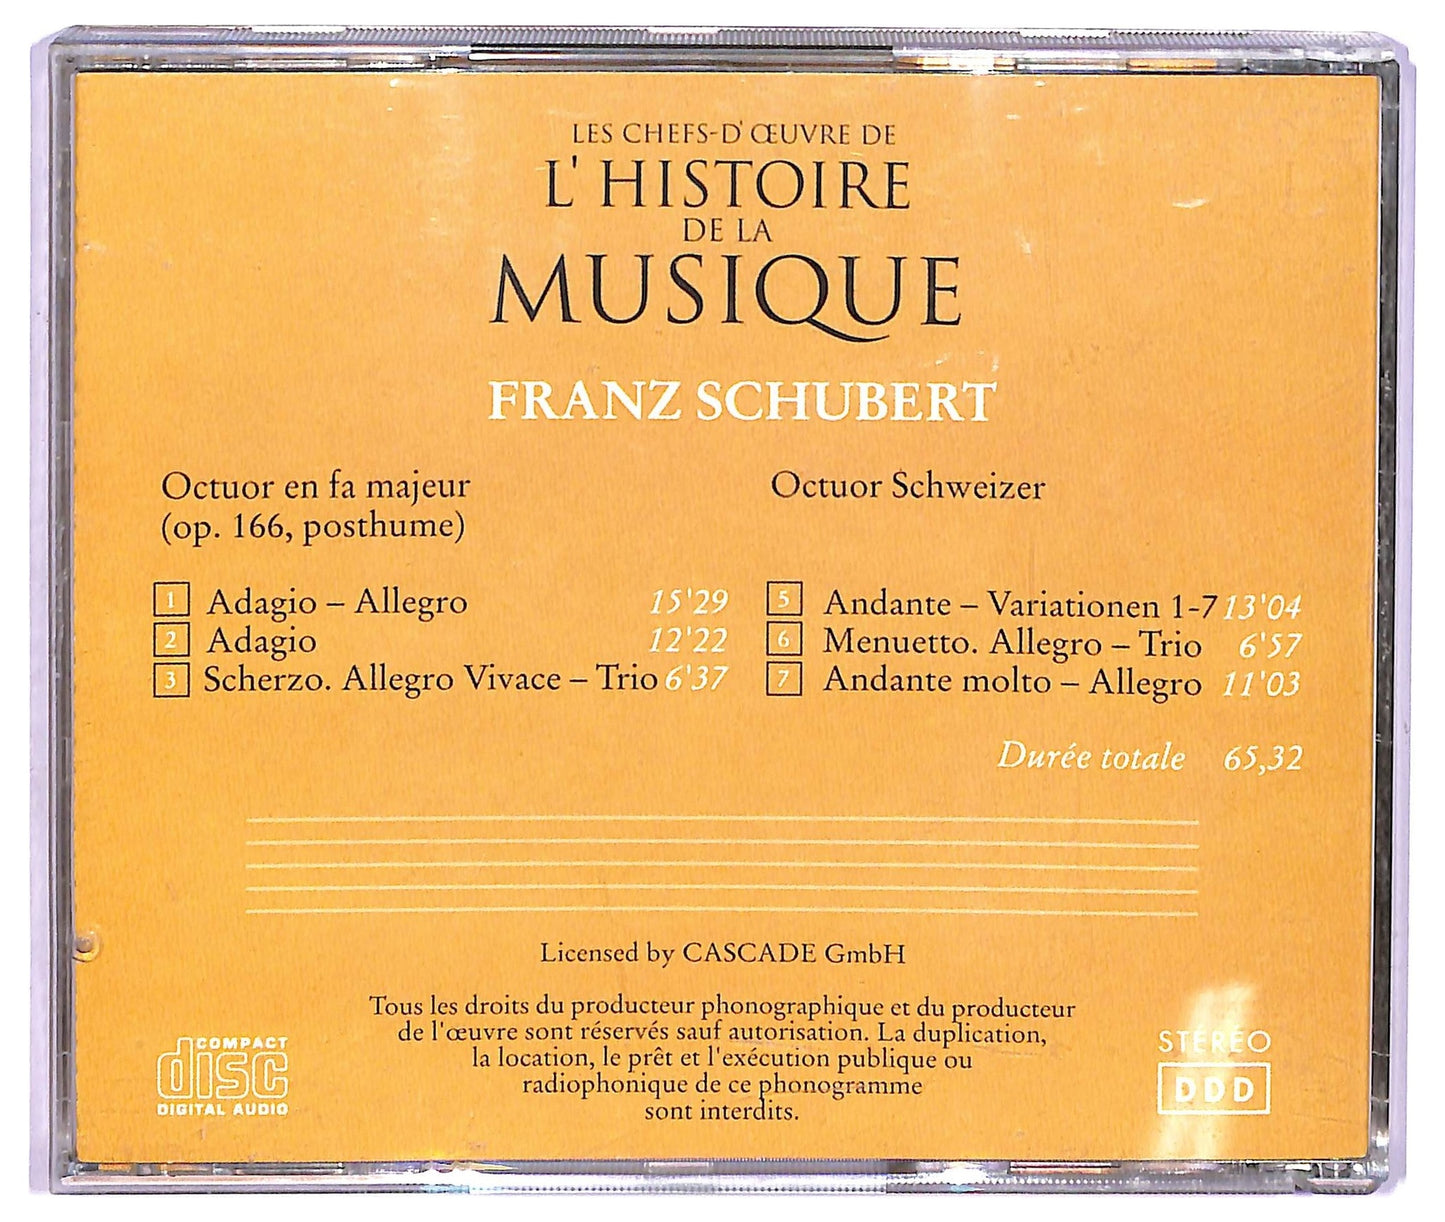 LES CHEFS-D'ŒUVRE DE
L'HISTOIRE
DE LA
MUSIQUE
FRANZ SCHUBERT
Octuor en fa majeur
(op. 166, posthume)
1 Adagio – Allegro 15'29
2 Adagio 12'22
3 Scherzo. Allegro Vivace – Trio 6'37
Octuor Schweizer
5 Andante – Variationen 1-7 13'04
6 Menuetto. Allegro – Trio 6'57
7 Andante molto – Allegro 11'03
Durée totale 65,32
Licensed by CASCADE GmbH
Tous les droits du producteur phonographique et du producteur
de l'œuvre sont réservés sauf autorisation. La duplication,
la location, le prêt et l'exécution publique ou
radiophonique de ce phonogramme
sont interdits.
COMPACT
disc
DIGITAL AUDIO
STÉRÉO
DDD